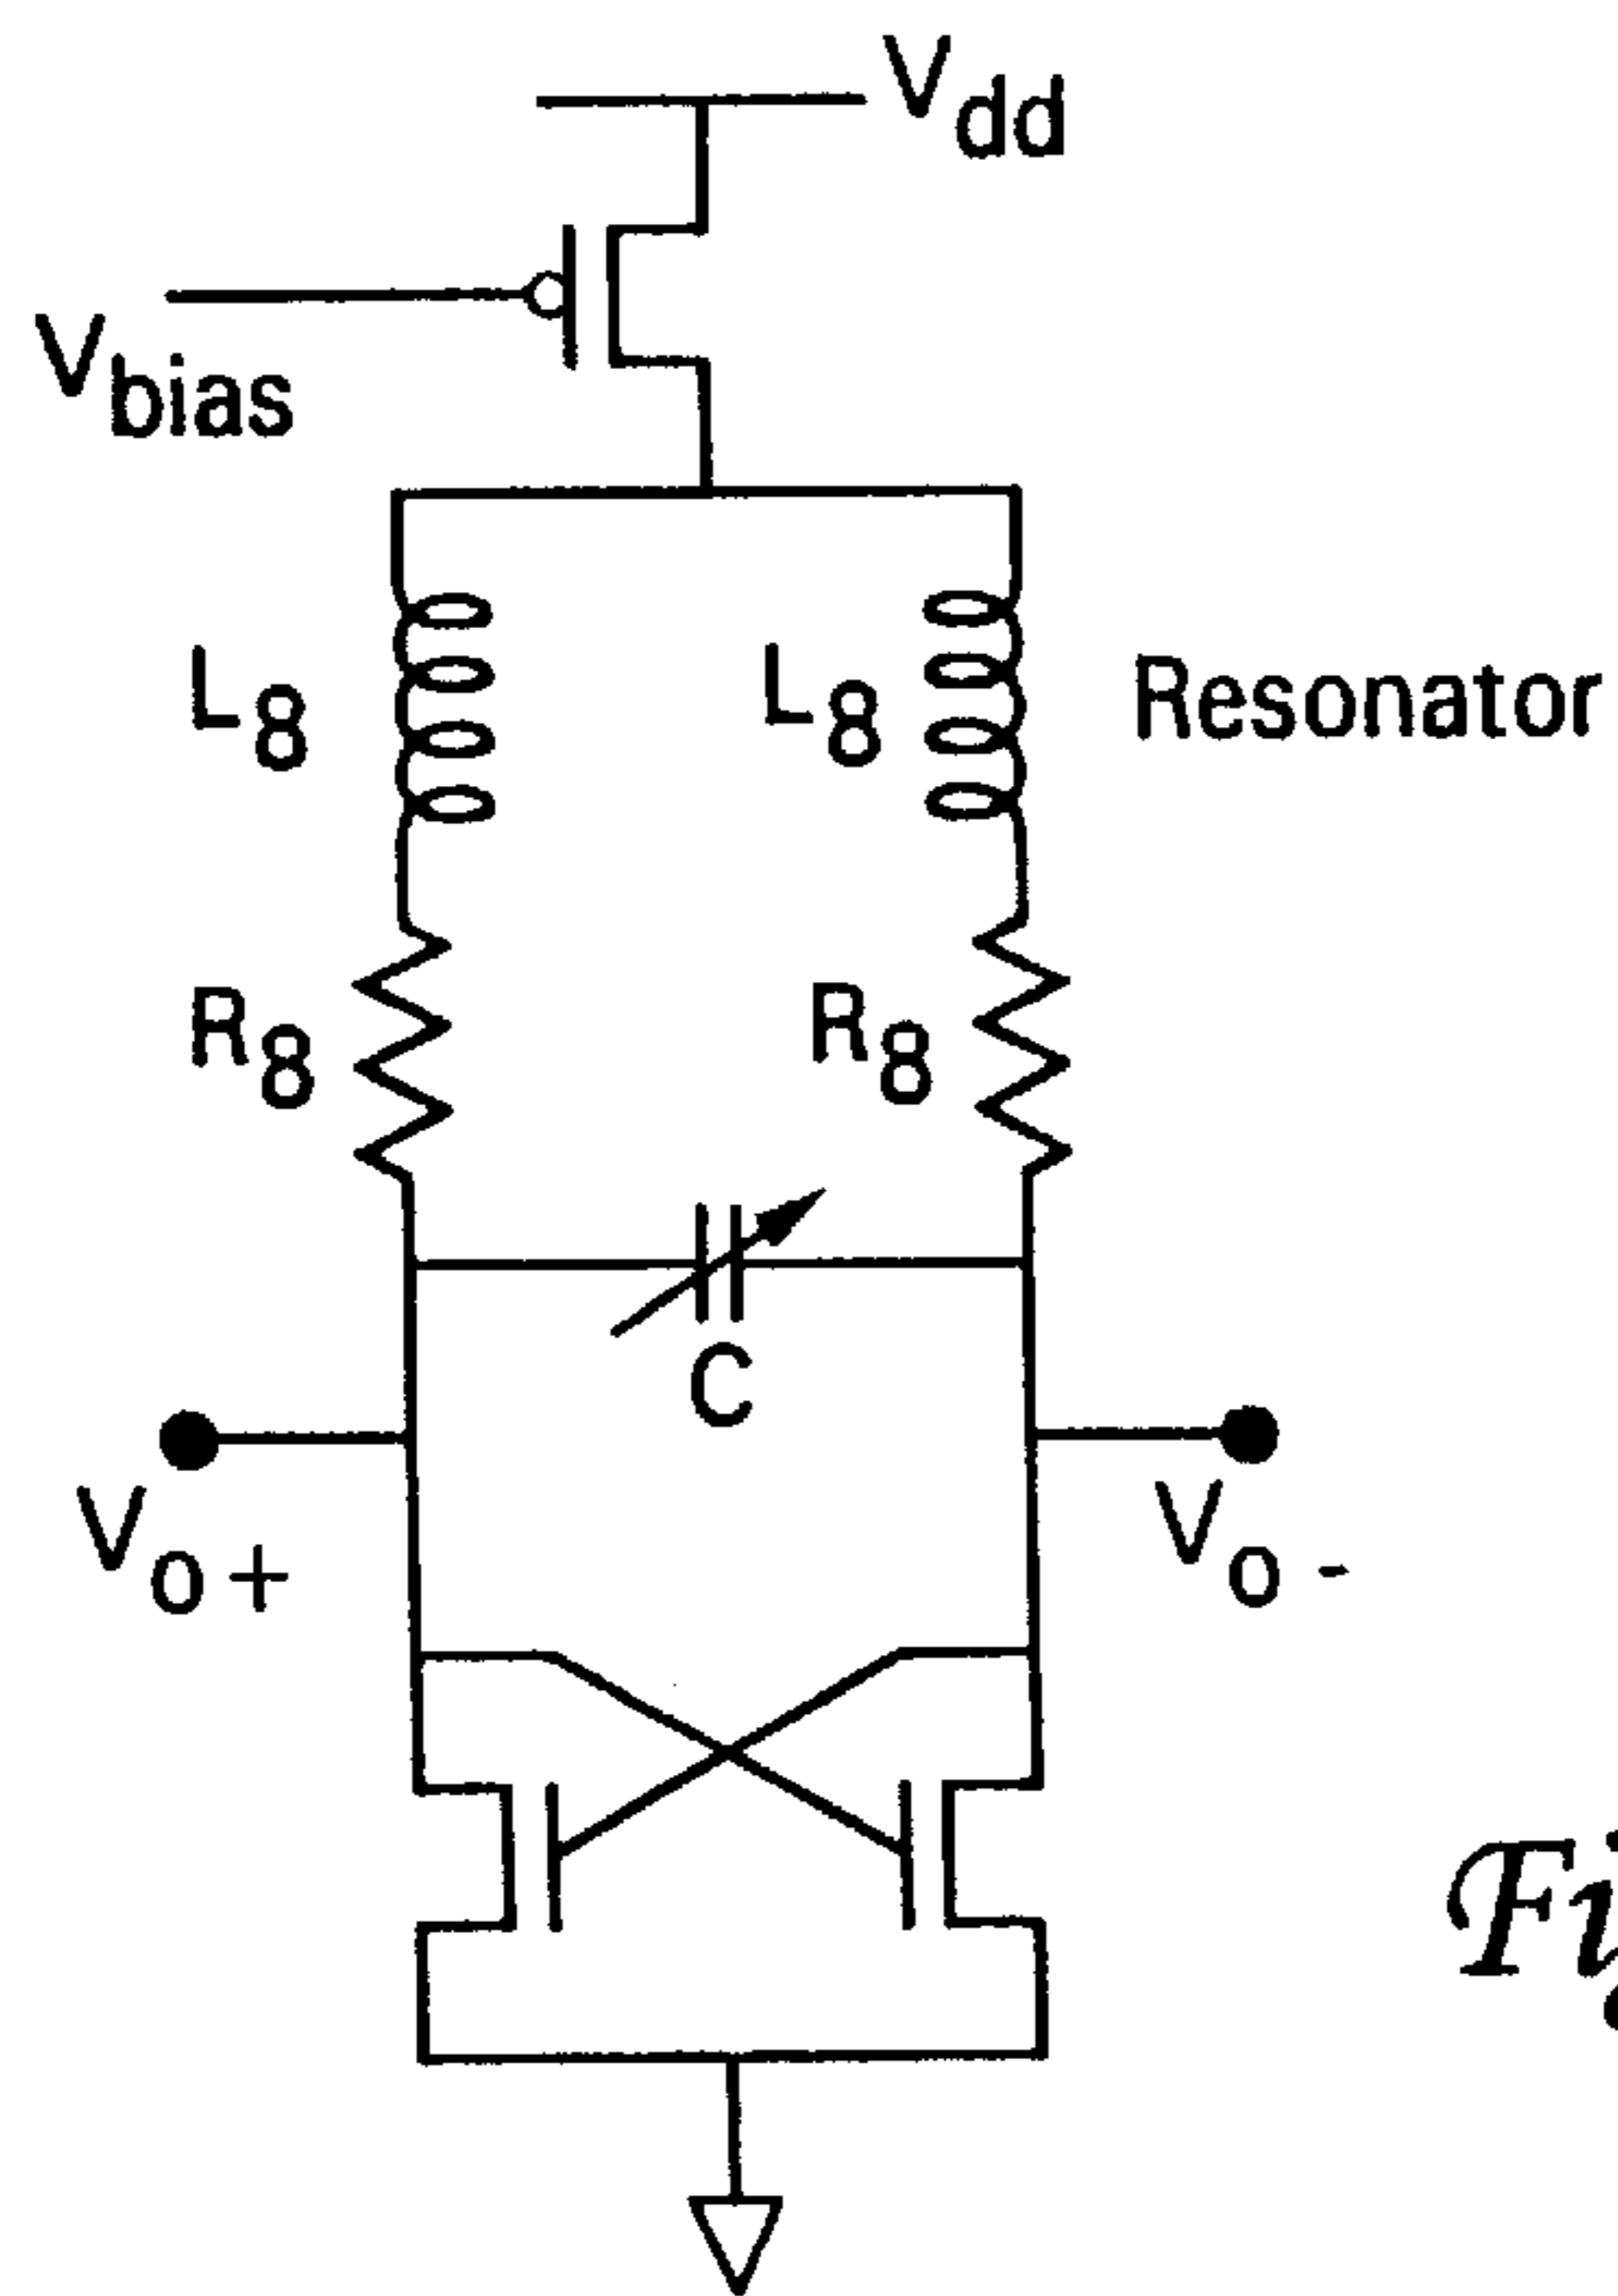 Vdd
Vbias
L8 L8 Resonator
R8 R8
C
Vo+ Vo-